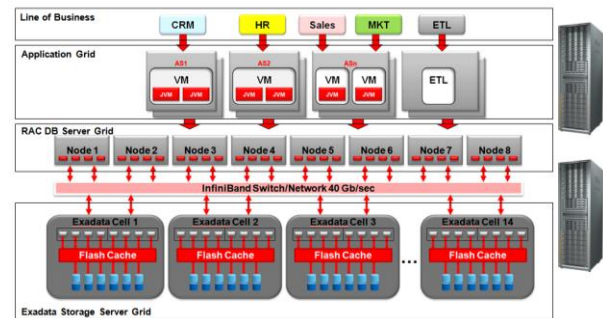 Line of Business
CRM
HR
Sales
MKT
ETL
Application Grid
AS1
AS2
ASn
VM
VM
VM
VM
ETL
JVM
JVM
JVM
JVM
JVM
JVM
RAC DB Server Grid
Node 1
Node 2
Node 3
Node 4
Node 5
Node 6
Node 7
Node 8
InfiniBand Switch/Network 40 Gb/sec
Exadata Cell 1
Exadata Cell 2
Exadata Cell 3
Exadata Cell 14
Flash Cache
Flash Cache
Flash Cache
...
Flash Cache
Exadata Storage Server Grid